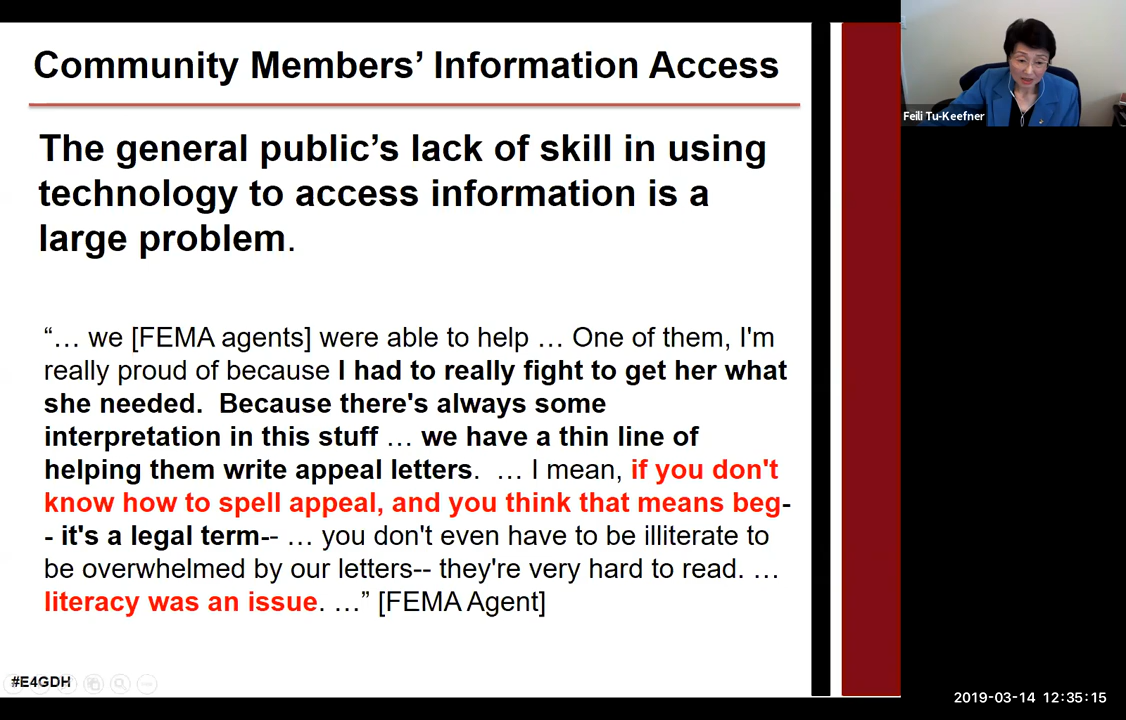 Community Members’ Information Access
The general public’s lack of skill in using
technology to access information is a
large problem.
“… we [FEMA agents] were able to help … One of them, I'm
really proud of because I had to really fight to get her what
she needed.  Because there's always some
interpretation in this stuff … we have a thin line of
helping them write appeal letters.  … I mean, if you don't
know how to spell appeal, and you think that means beg-
- it's a legal term-- … you don't even have to be illiterate to
be overwhelmed by our letters-- they're very hard to read. …
literacy was an issue. …” [FEMA Agent]
#E4GDH
Feili Tu-Keefner
2019-03-14 12:35:15